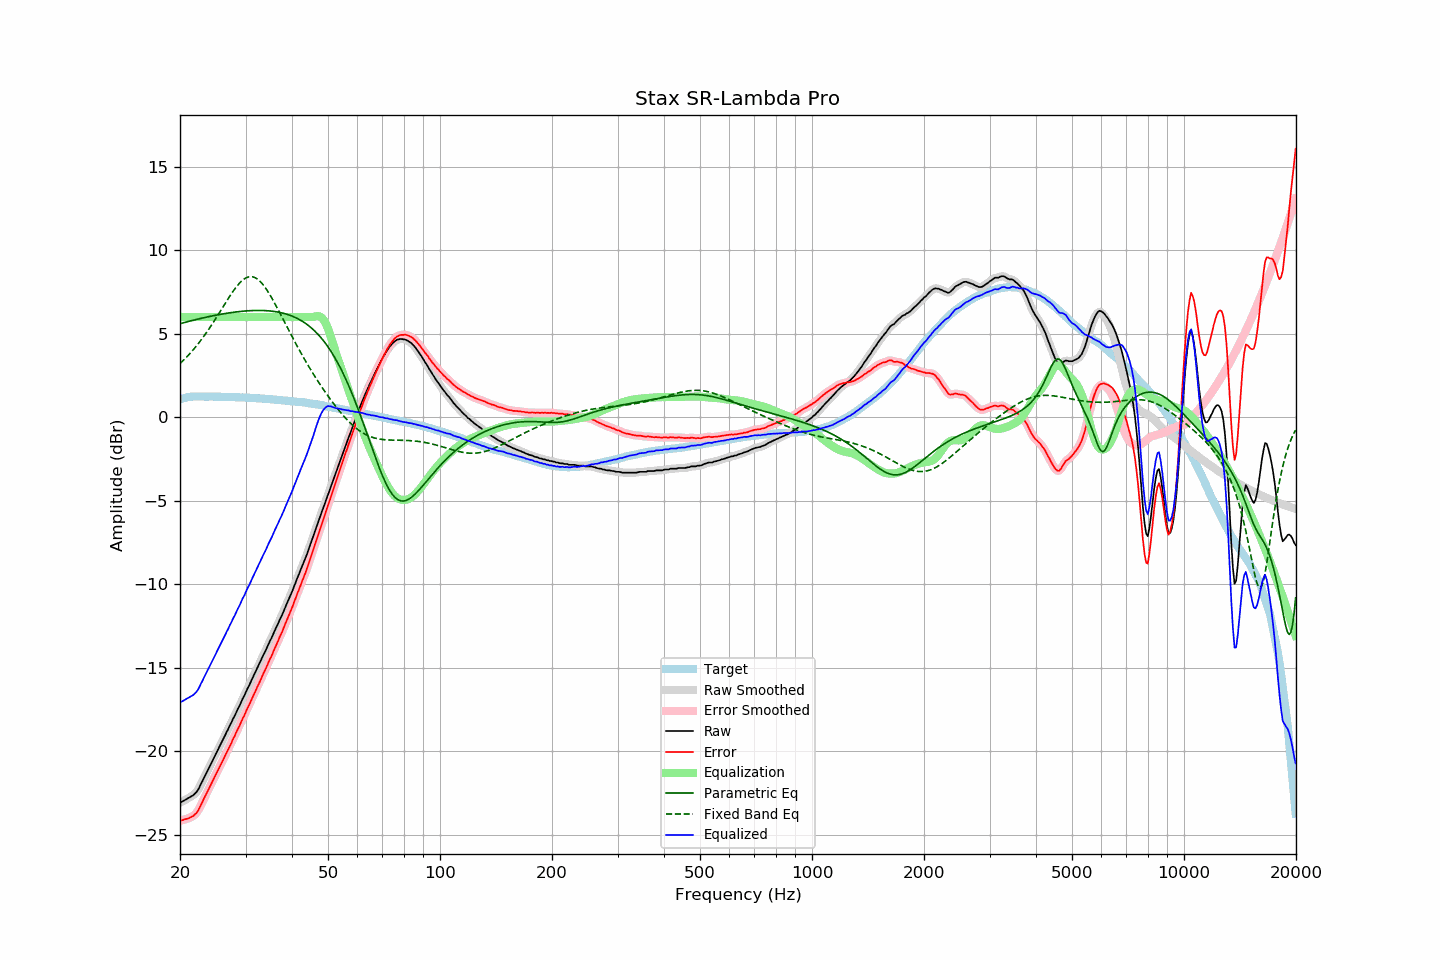 Stax SR-Lambda Pro
Amplitude (dBr)
15
10
5
0
−5
−10
−15
−20
−25
Target
Raw Smoothed
Error Smoothed
Raw
Error
Equalization
Parametric Eq
Fixed Band Eq
Equalized
20
50
100
200
500
1000
2000
5000
10000
20000
Frequency (Hz)